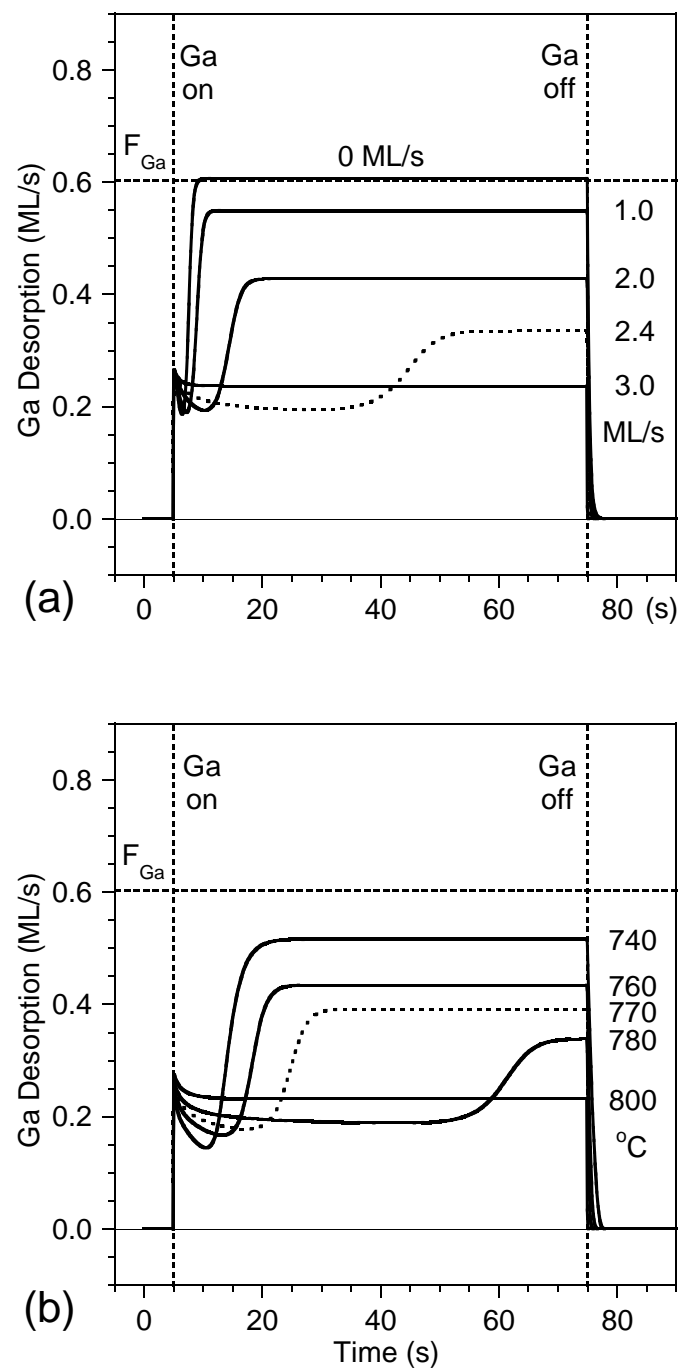 Ga Ga
on off
0.8
F_Ga
0 ML/s
0.6
1.0
2.0
0.4
2.4
3.0
0.2
ML/s
0.0
Ga Desorption (ML/s)
(a)
0 20 40 60 80 (s)
Ga Ga
on off
0.8
F_Ga
0.6
740
760
0.4
770
780
0.2
800
°C
0.0
Ga Desorption (ML/s)
(b)
0 20 40 60 80
Time (s)